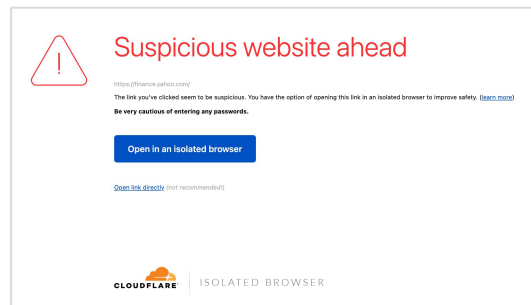 Suspicious website ahead
https://finance.yahoo.com/
The link you've clicked seem to be suspicious. You have the option of opening this link in an isolated browser to improve safety. (learn more)
Be very cautious of entering any passwords.
Open in an isolated browser
Open link directly (not recommended!)
CLOUDFLARE ISOLATED BROWSER